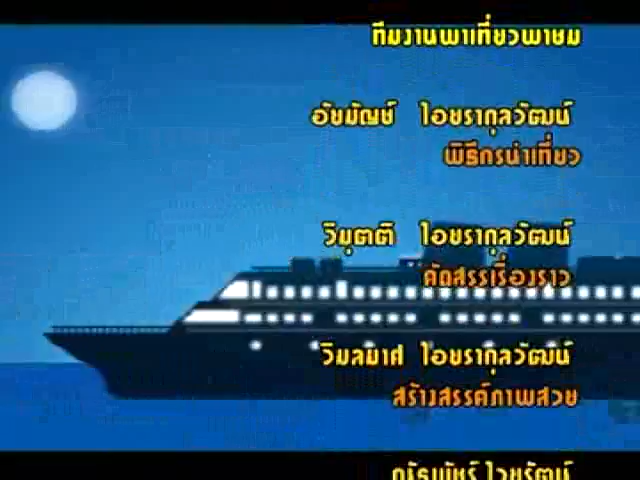 ทีมงานพาเที่ยวพาชม
อัยมัญษ์ ไอยรากุลวัฒน์
พิธีกรนำเที่ยว
วิมุตติ ไอยรากุลวัฒน์
คัดสรรเรื่องราว
วิมลมาศ ไอยรากุลวัฒน์
สร้างสรรค์ภาพสวย